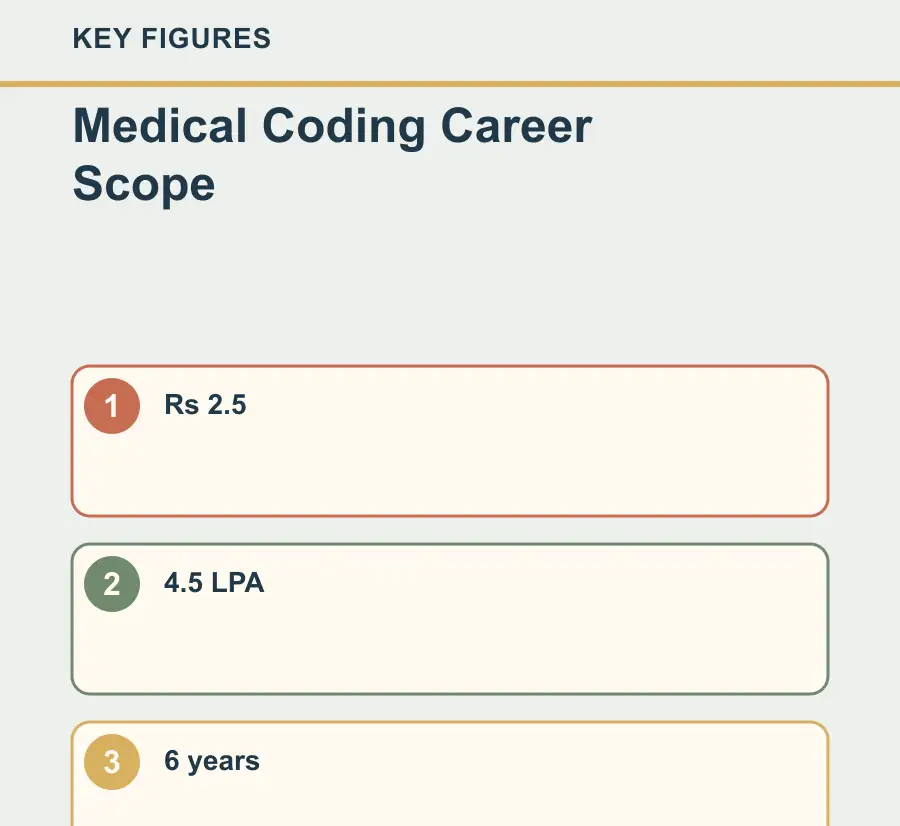 KEY FIGURES
Medical Coding Career
Scope
1 Rs 2.5
2 4.5 LPA
3 6 years